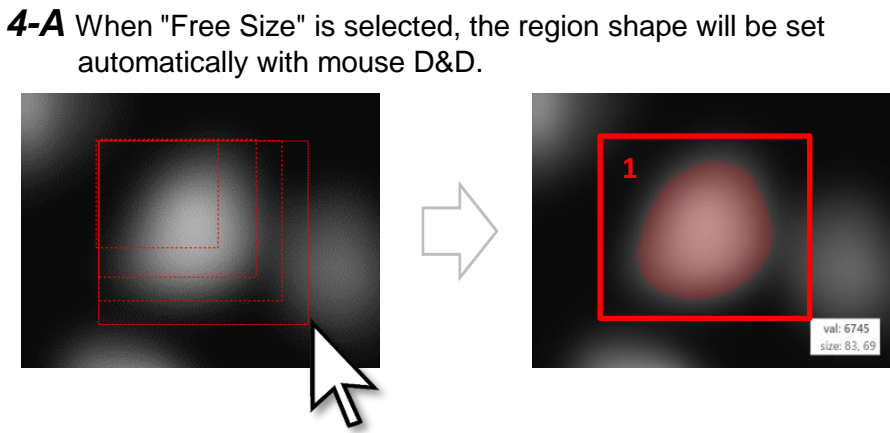 4-A When "Free Size" is selected, the region shape will be set
automatically with mouse D&D.
1
val: 6745
size: 83, 69